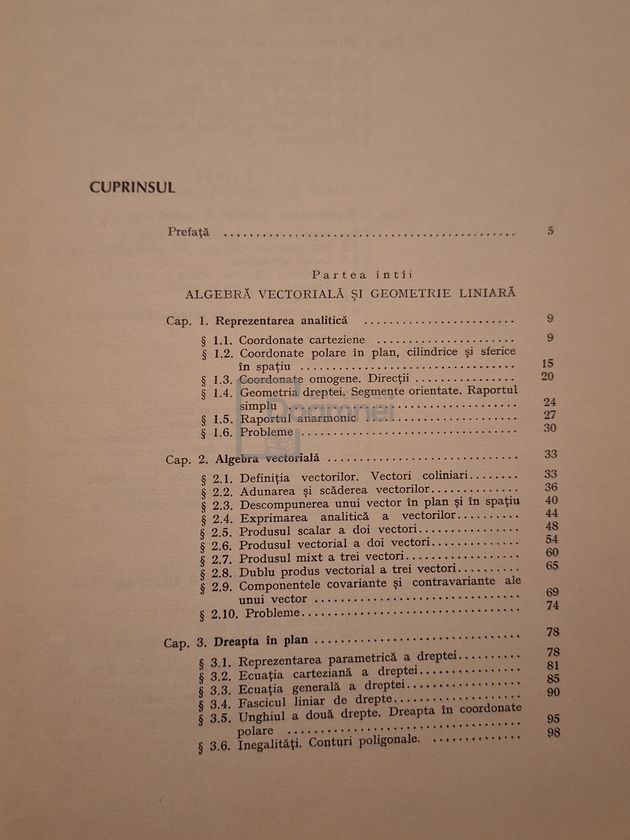 CUPRINSUL
Prefață ........................................ 5
Partea întîi
ALGEBRĂ VECTORIALĂ ȘI GEOMETRIE LINIARĂ
Cap. 1. Reprezentarea analitică ........................ 9
§ 1.1. Coordonate carteziene ...................... 9
§ 1.2. Coordonate polare în plan, cilindrice și sferice
în spațiu .................................. 15
§ 1.3. Coordonate omogene. Direcții ................ 20
§ 1.4. Geometria dreptei. Segmente orientate. Raportul
simplu .................................. 24
§ 1.5. Raportul anarmonic ........................ 27
§ 1.6. Probleme .................................. 30
Cap. 2. Algebra vectorială .............................. 33
§ 2.1. Definiția vectorilor. Vectori coliniari ........ 33
§ 2.2. Adunarea și scăderea vectorilor .............. 36
§ 2.3. Descompunerea unui vector în plan și în spațiu 40
§ 2.4. Exprimarea analitică a vectorilor .......... 44
§ 2.5. Produsul scalar a doi vectori ................ 48
§ 2.6. Produsul vectorial a doi vectori .............. 54
§ 2.7. Produsul mixt a trei vectori ................ 60
§ 2.8. Dublu produs vectorial a trei vectori .......... 65
§ 2.9. Componentele covariante și contravariante ale
unui vector ................................ 69
§ 2.10. Probleme .................................. 74
Cap. 3. Dreapta în plan ................................ 78
§ 3.1. Reprezentarea parametrică a dreptei .......... 78
§ 3.2. Ecuația carteziană a dreptei ................ 81
§ 3.3. Ecuația generală a dreptei .................. 85
§ 3.4. Fascicul liniar de drepte .................... 90
§ 3.5. Unghiul a două drepte. Dreapta în coordonate
polare .................................... 95
§ 3.6. Inegalități. Conturi poligonale. .............. 98